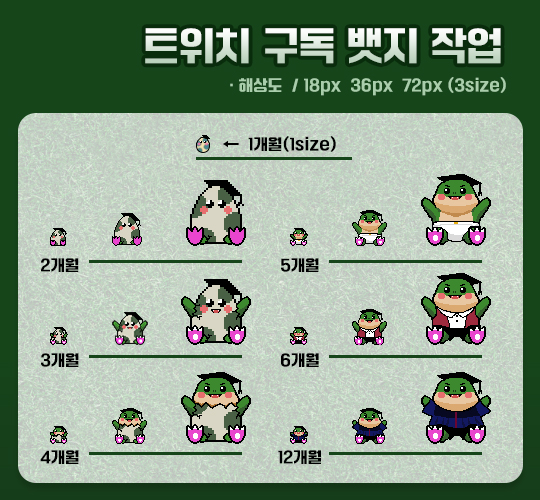 트위치 구독 뱃지 작업
· 해상도 / 18px 36px 72px (3size)
← 1개월(1size)
2개월
5개월
3개월
6개월
4개월
12개월